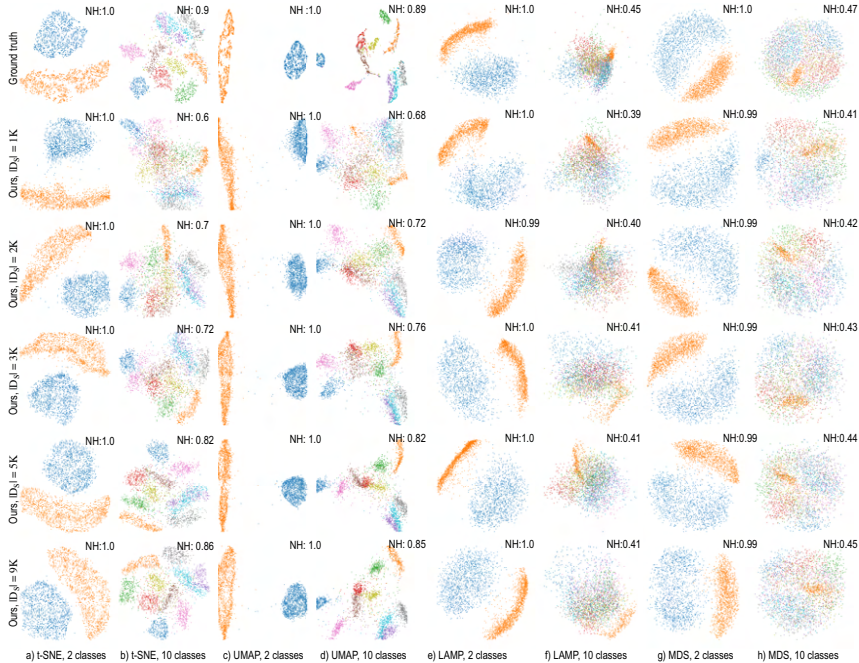 Ground truth
NH:1.0
NH: 0.9
NH :1.0
NH: 0.89
NH:1.0
NH:0.45
NH:1.0
NH:0.47
Ours, |D_S| = 1K
NH:1.0
NH: 0.6
NH: 1.0
NH: 0.68
NH:1.0
NH:0.39
NH:0.99
NH:0.41
Ours, |D_S| = 2K
NH:1.0
NH: 0.7
NH: 1.0
NH: 0.72
NH:0.99
NH:0.40
NH:0.99
NH:0.42
Ours, |D_S| = 3K
NH:1.0
NH: 0.72
NH: 1.0
NH: 0.76
NH:1.0
NH:0.41
NH:0.99
NH:0.43
Ours, |D_S| = 5K
NH:1.0
NH: 0.82
NH: 1.0
NH: 0.82
NH:1.0
NH:0.41
NH:0.99
NH:0.44
Ours, |D_S| = 9K
NH:1.0
NH: 0.86
NH: 1.0
NH: 0.85
NH:1.0
NH:0.41
NH:0.99
NH:0.45
a) t-SNE, 2 classes
b) t-SNE, 10 classes
c) UMAP, 2 classes
d) UMAP, 10 classes
e) LAMP, 2 classes
f) LAMP, 10 classes
g) MDS, 2 classes
h) MDS, 10 classes